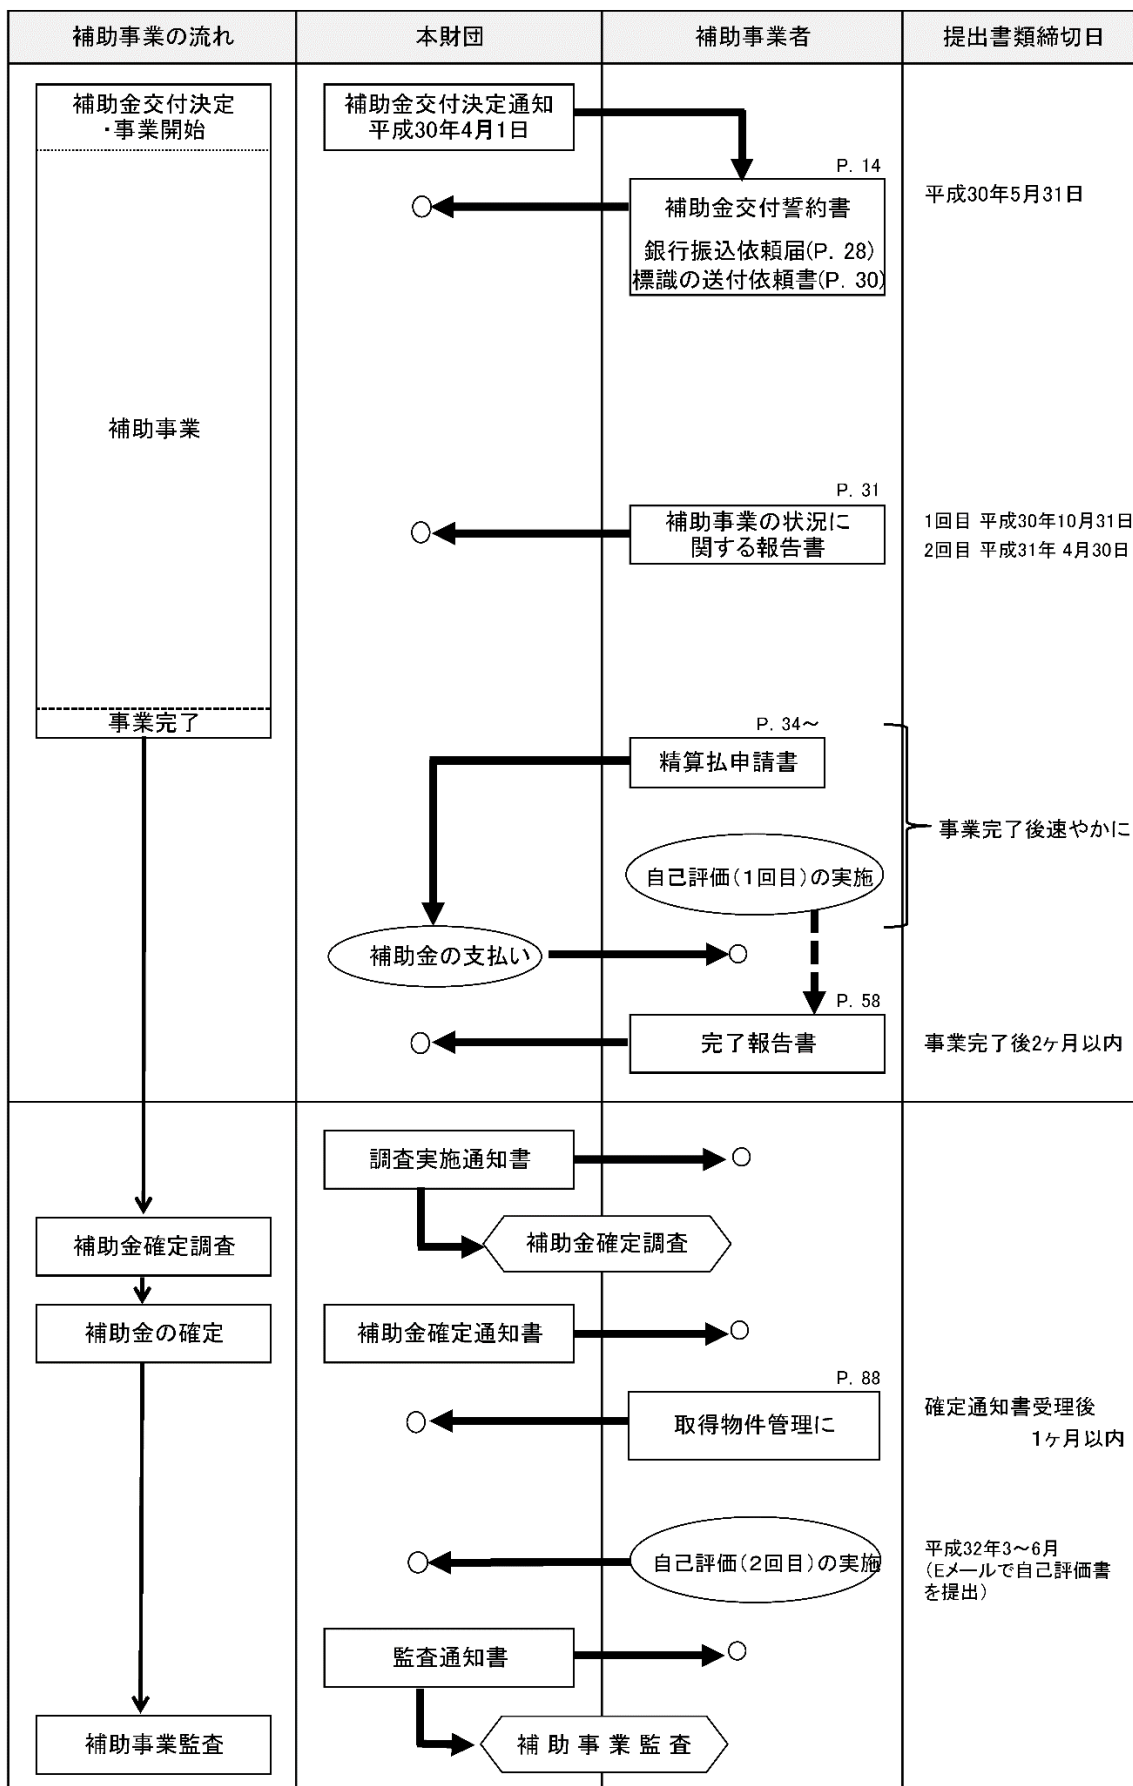 補助事業の流れ
本財団
補助事業者
提出書類締切日
補助金交付決定
・事業開始
補助金交付決定通知
平成30年4月1日
P. 14
補助金交付誓約書
銀行振込依頼届(P. 28)
標識の送付依頼書(P. 30)
平成30年5月31日
補助事業
P. 31
補助事業の状況に
関する報告書
1回目 平成30年10月31日
2回目 平成31年 4月30日
事業完了
P. 34～
精算払申請書
事業完了後速やかに
自己評価(1回目)の実施
補助金の支払い
P. 58
完了報告書
事業完了後2ヶ月以内
調査実施通知書
補助金確定調査
補助金確定調査
補助金の確定
補助金確定通知書
P. 88
取得物件管理に
確定通知書受理後
1ヶ月以内
自己評価(2回目)の実施
平成32年3～6月
(Eメールで自己評価書
を提出)
監査通知書
補助事業監査
補 助 事 業 監 査